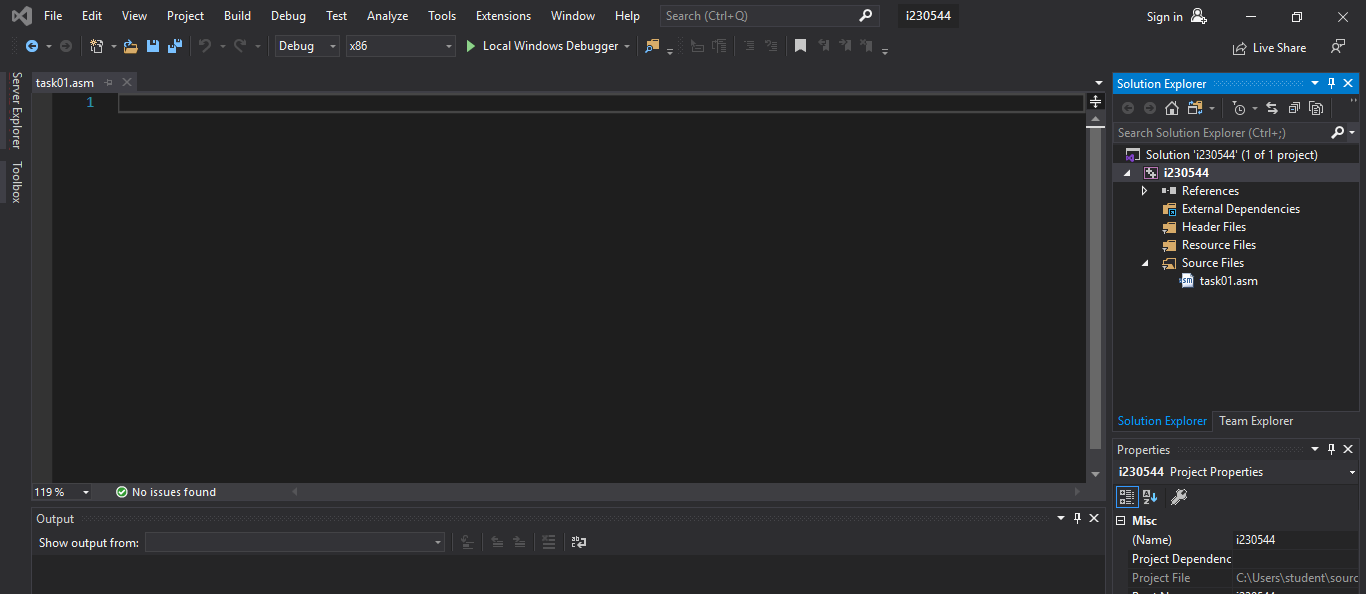 File Edit View Project Build Debug Test Analyze Tools Extensions Window Help Search (Ctrl+Q) i230544 Sign in
Debug x86 Local Windows Debugger Live Share
Server Explorer
Toolbox
task01.asm
1
119 % No issues found
Output
Show output from:
Solution Explorer
Search Solution Explorer (Ctrl+;)
Solution 'i230544' (1 of 1 project)
i230544
References
External Dependencies
Header Files
Resource Files
Source Files
task01.asm
Solution Explorer Team Explorer
Properties
i230544 Project Properties
Misc
(Name) i230544
Project Dependenc
Project File C:\Users\student\sourc